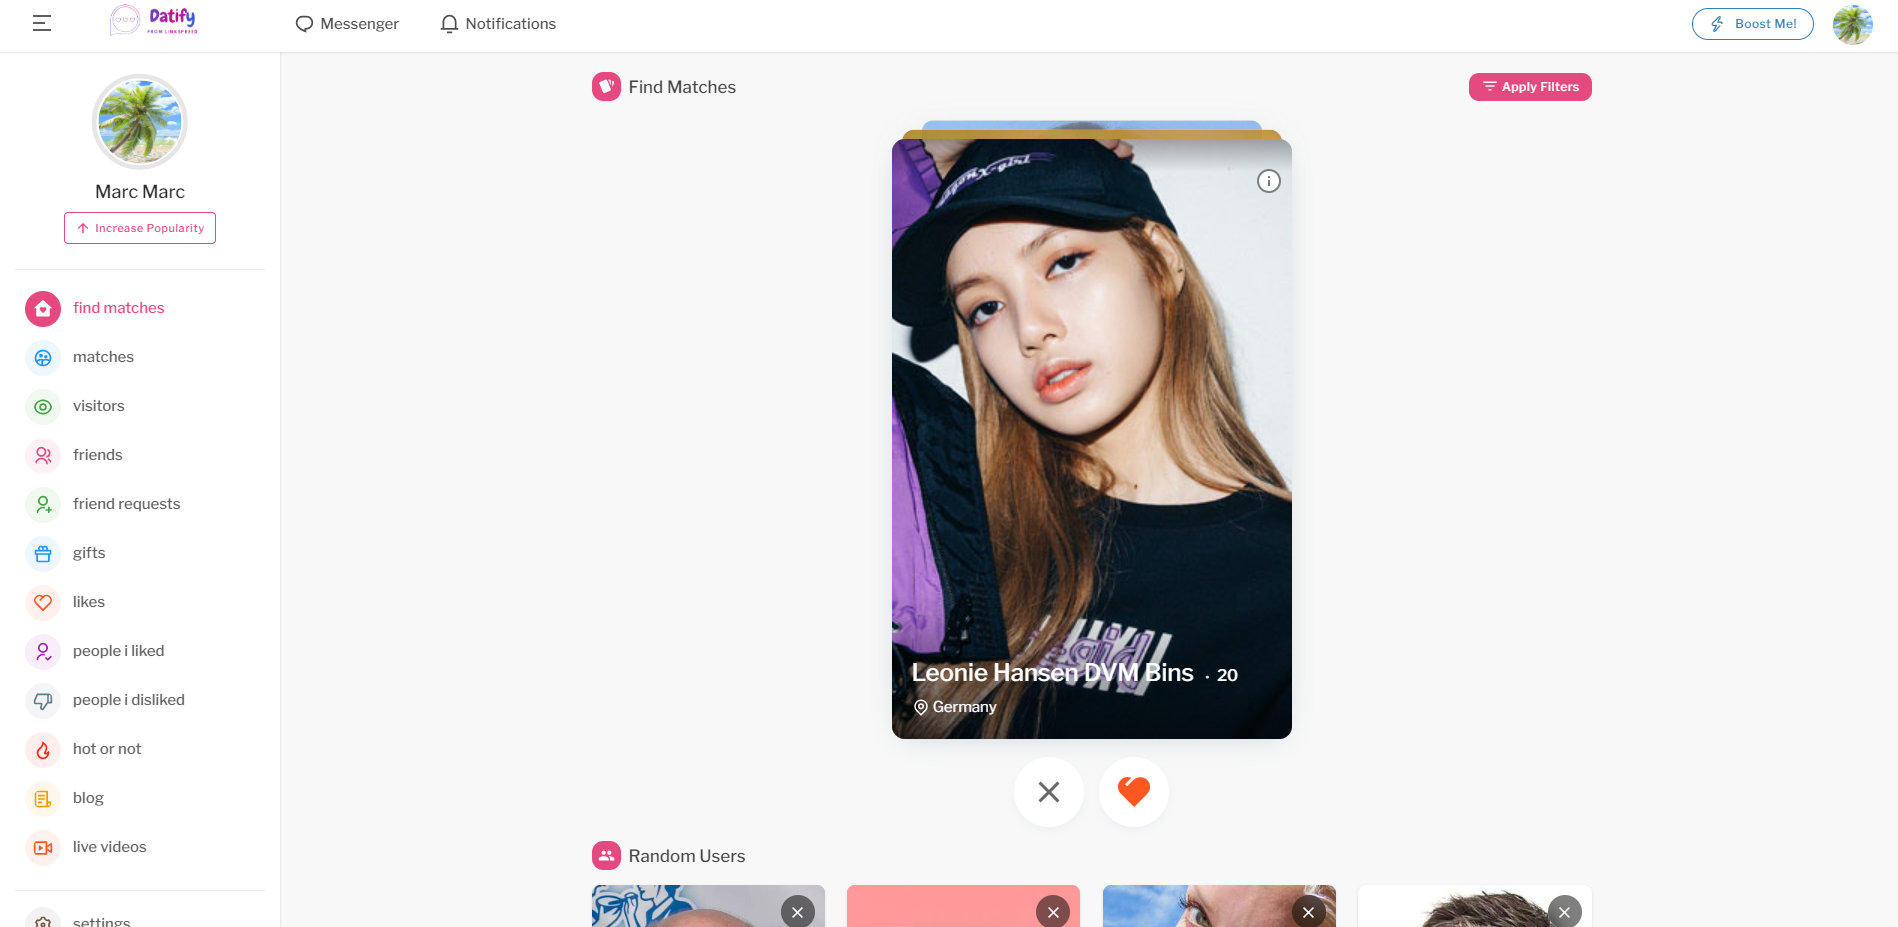 Datify
FROM LINKSPREED
Messenger
Notifications
Boost Me!
Marc Marc
Increase Popularity
find matches
matches
visitors
friends
friend requests
gifts
likes
people i liked
people i disliked
hot or not
blog
live videos
settings
Find Matches
Apply Filters
Leonie Hansen DVM Bins · 20
Germany
Random Users